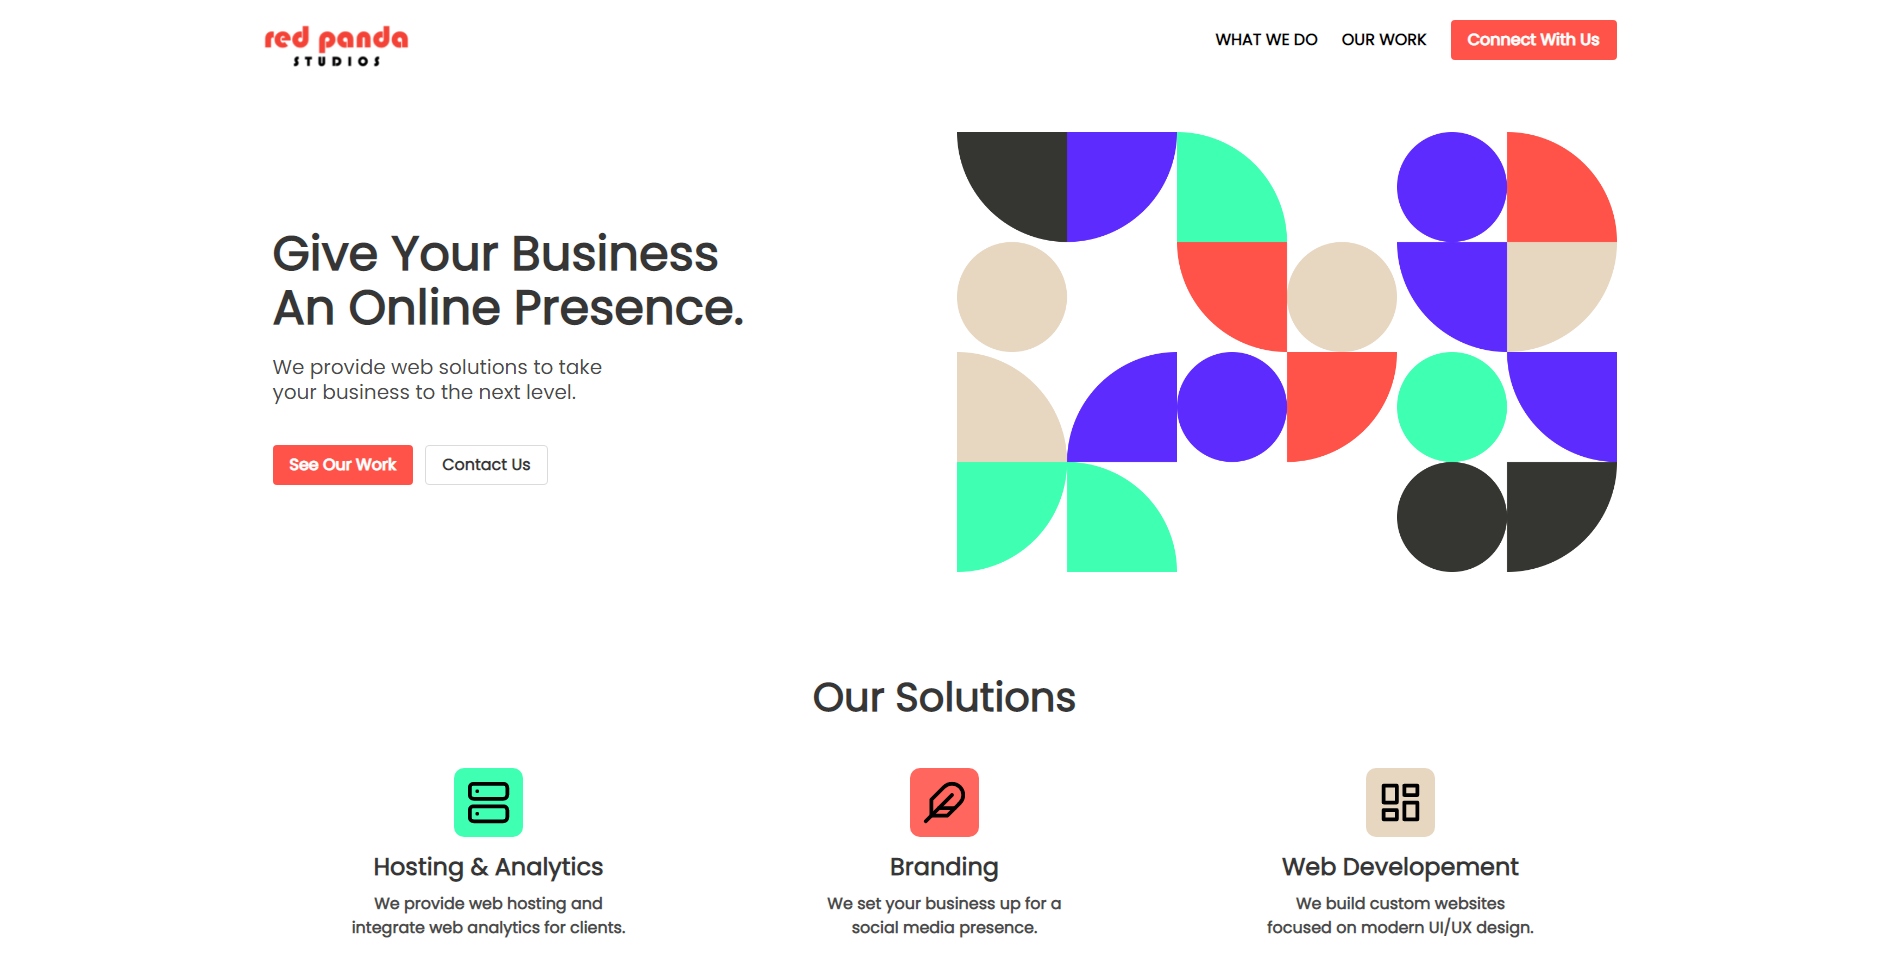 red panda
STUDIOS
WHAT WE DO
OUR WORK
Connect With Us
Give Your Business
An Online Presence.
We provide web solutions to take
your business to the next level.
See Our Work
Contact Us
Our Solutions
Hosting & Analytics
We provide web hosting and
integrate web analytics for clients.
Branding
We set your business up for a
social media presence.
Web Developement
We build custom websites
focused on modern UI/UX design.